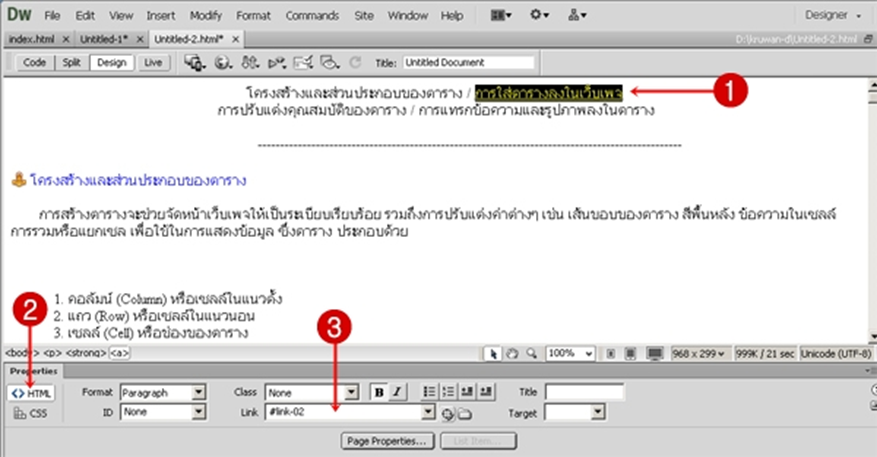 Dw File Edit View Insert Modify Format Commands Site Window Help Designer
index.html Untitled-1* Untitled-2.html* D:\kruwan-d\Untitled-2.html
Code Split Design Live Title: Untitled Document
โครงสร้างและส่วนประกอบของตาราง / การใส่ตารางลงในเว็บเพจ 1
การปรับแต่งคุณสมบัติของตาราง / การแทรกข้อความและรูปภาพลงในตาราง
โครงสร้างและส่วนประกอบของตาราง
การสร้างตารางจะช่วยจัดหน้าเว็บเพจให้เป็นระเบียบเรียบร้อย รวมถึงการปรับแต่งค่าต่างๆ เช่น เส้นขอบของตาราง สีพื้นหลัง ข้อความในเซลล์
การรวมหรือแยกเซล เพื่อใช้ในการแสดงข้อมูล ซึ่งตาราง ประกอบด้วย
1. คอลัมน์ (Column) หรือเซลล์ในแนวตั้ง
2 2. แถว (Row) หรือเซลล์ในแนวนอน
3. เซลล์ (Cell) หรือช่องของตาราง 3
<body> <p> <strong> <a> 100% 968 x 299 999K / 21 sec Unicode (UTF-8)
Properties
<> HTML Format Paragraph Class None B I Title
CSS ID None Link #link-02 Target
Page Properties... List Item...